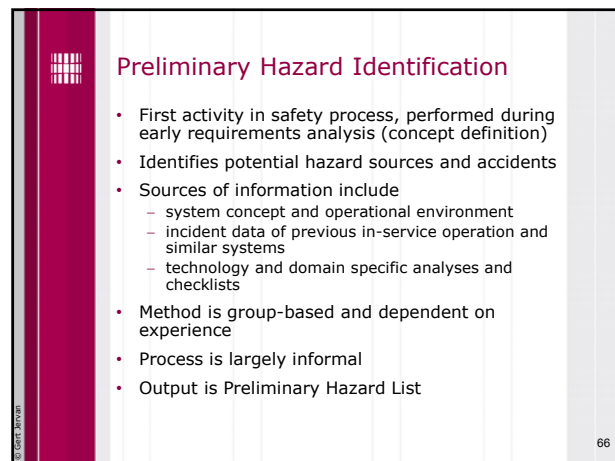 Preliminary Hazard Identification
• First activity in safety process, performed during
early requirements analysis (concept definition)
• Identifies potential hazard sources and accidents
• Sources of information include
– system concept and operational environment
– incident data of previous in-service operation and
similar systems
– technology and domain specific analyses and
checklists
• Method is group-based and dependent on
experience
• Process is largely informal
• Output is Preliminary Hazard List
© Gert Jervan
66